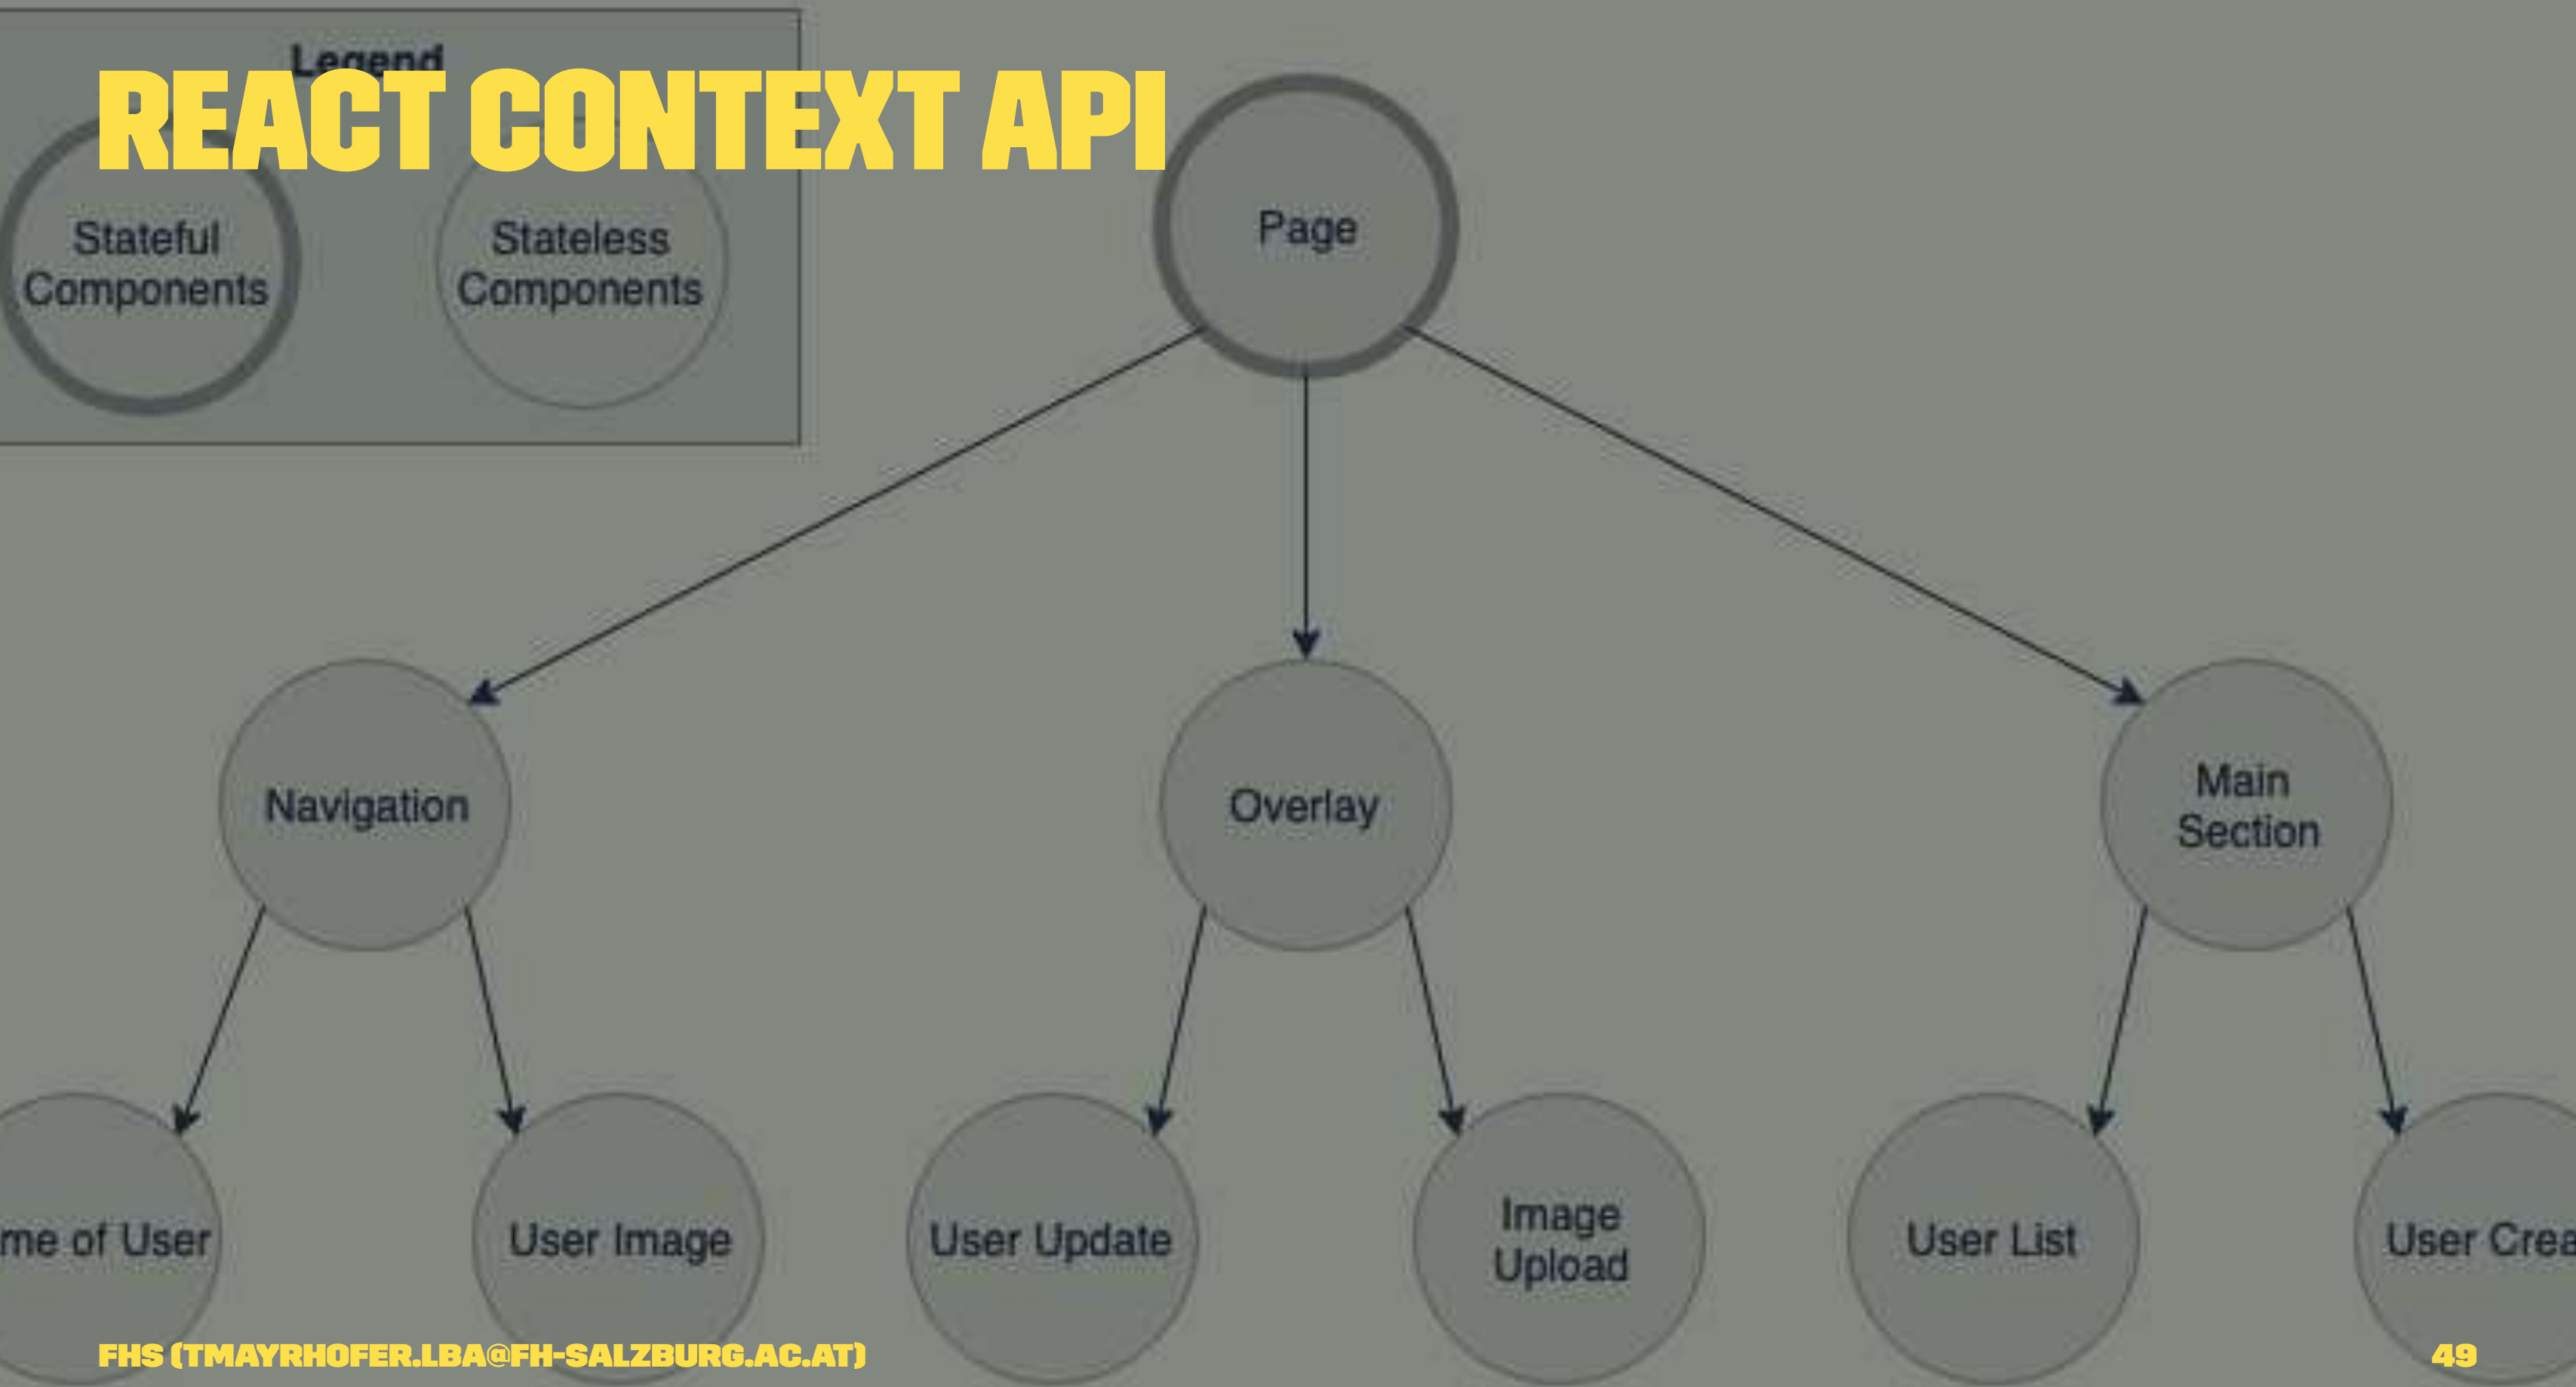 Legend
REACT CONTEXT API
Stateful
Components
Stateless
Components
Page
Navigation
Overlay
Main
Section
me of User
User Image
User Update
Image
Upload
User List
User Crea
FHS (TMAYRHOFER.LBA@FH-SALZBURG.AC.AT)
49